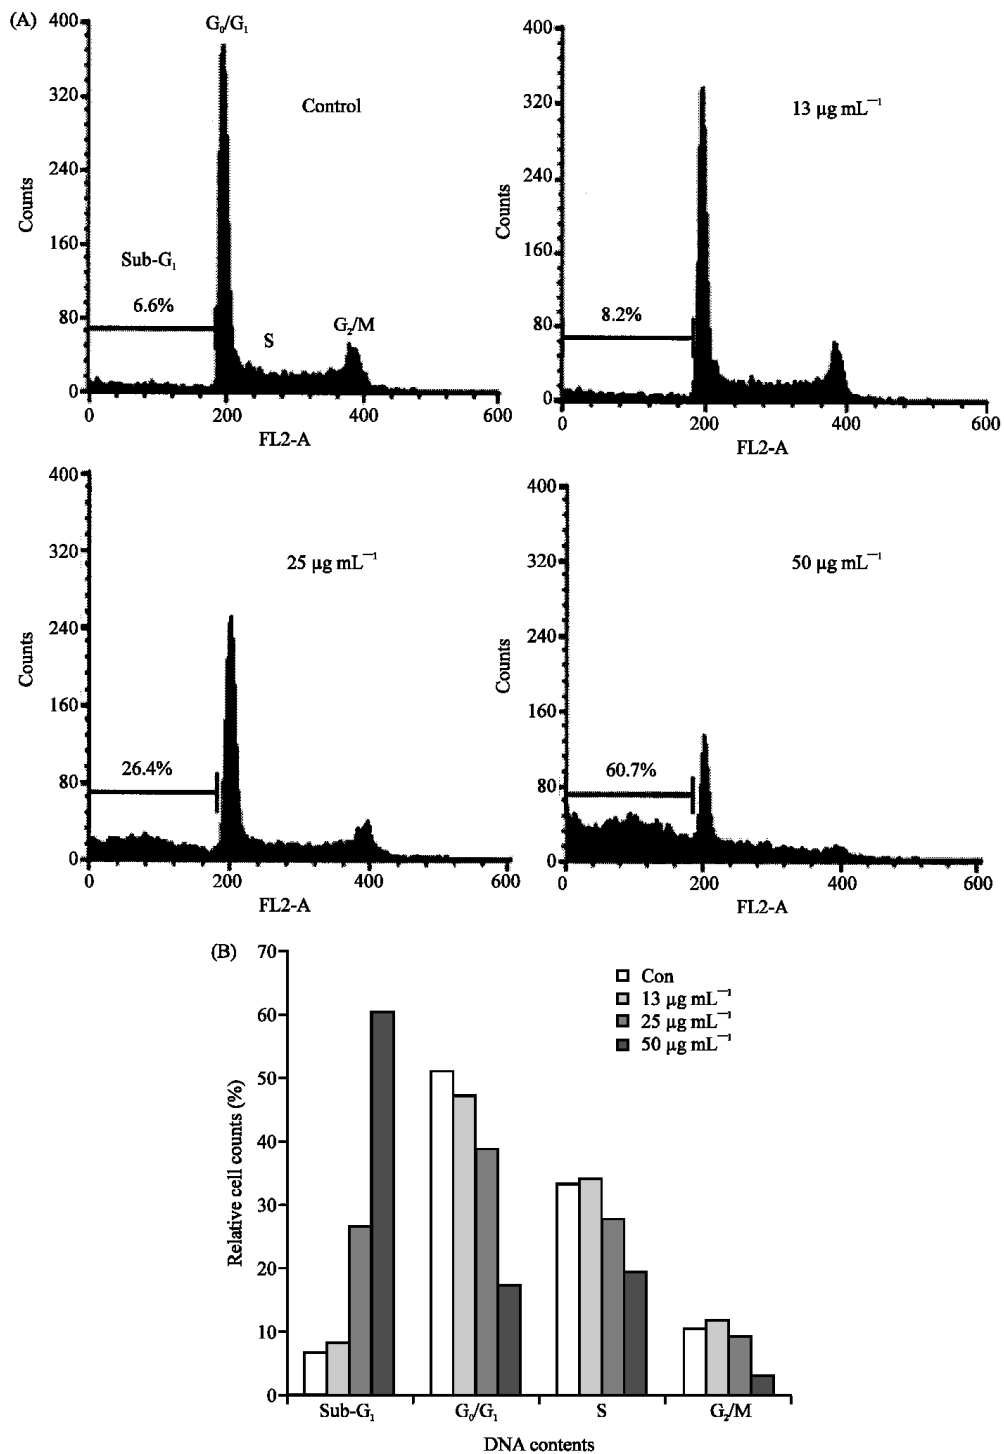 (A)
400
320
240
160
80
0
Counts
G₀/G₁
Control
Sub-G₁
6.6%
S
G₂/M
0 200 400 600
FL2-A
400
320
240
160
80
0
Counts
13 µg mL⁻¹
8.2%
0 200 400 600
FL2-A
400
320
240
160
80
0
Counts
25 µg mL⁻¹
26.4%
0 200 400 600
FL2-A
400
320
240
160
80
0
Counts
50 µg mL⁻¹
60.7%
0 200 400 600
FL2-A
(B)
70
60
50
40
30
20
10
0
Relative cell counts (%)
Con
13 µg mL⁻¹
25 µg mL⁻¹
50 µg mL⁻¹
Sub-G₁ G₀/G₁ S G₂/M
DNA contents